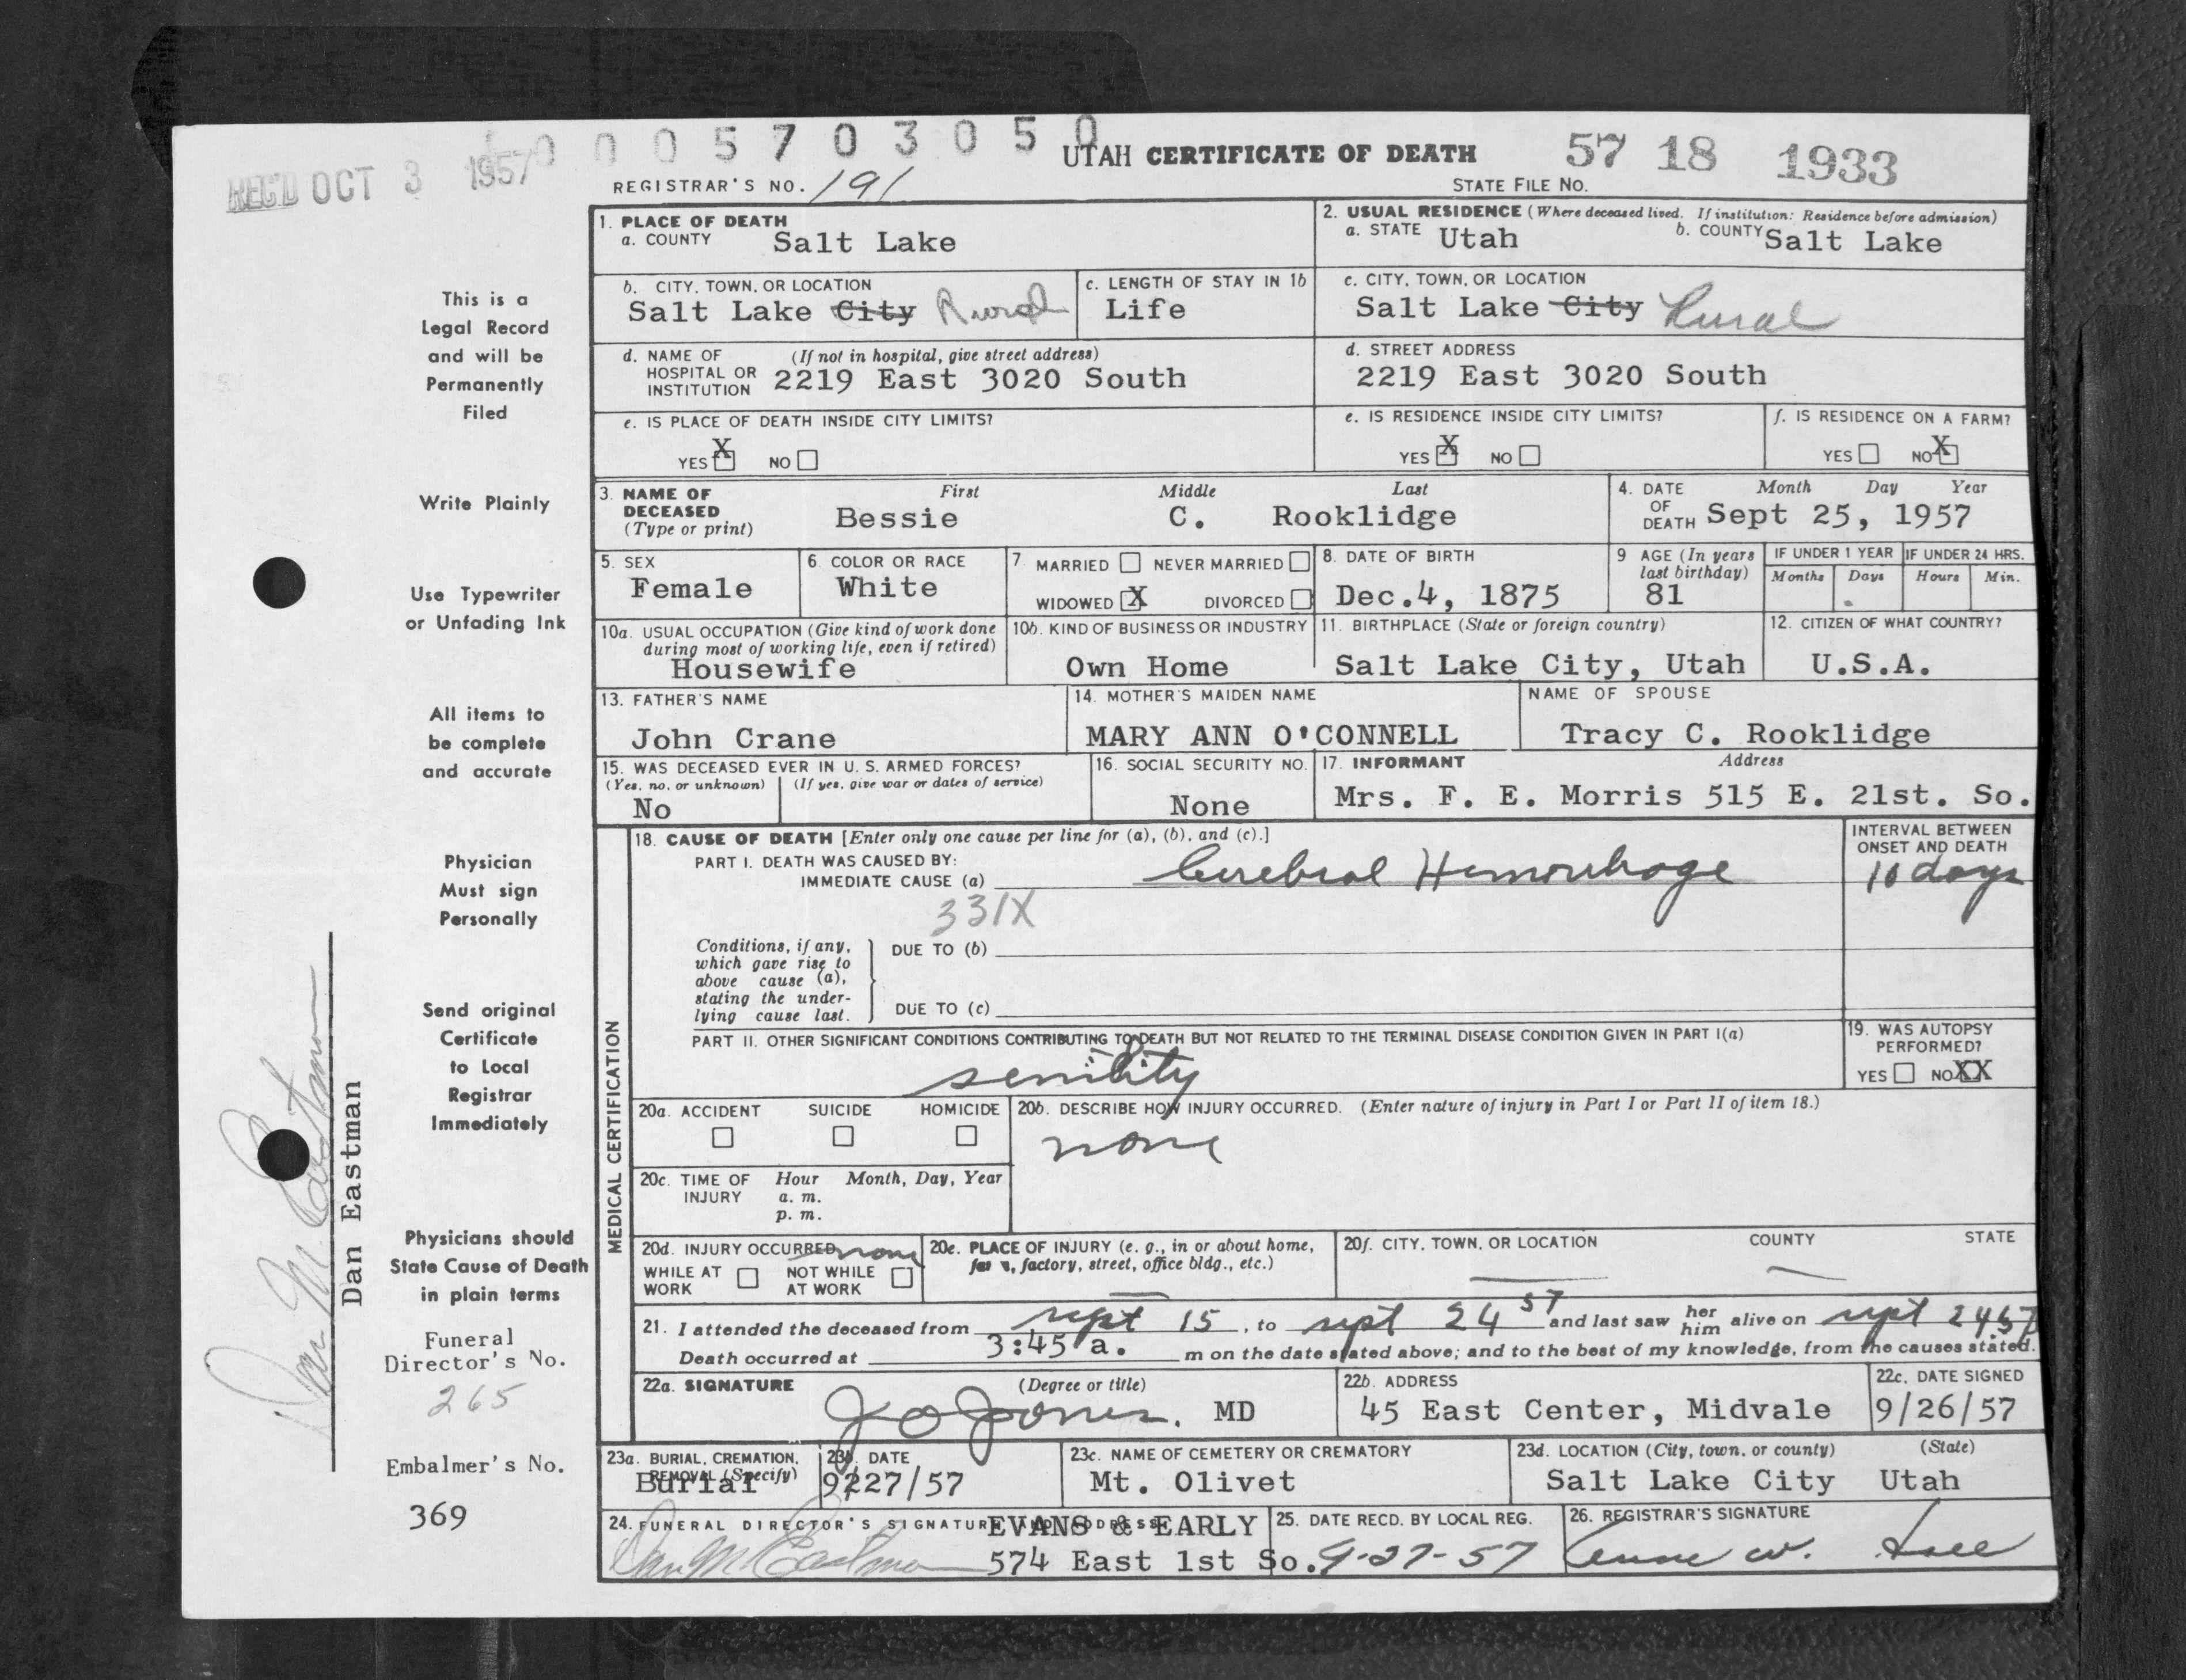 REC'D OCT 3 1957
0 0 0 5 7 0 3 0 5 0
UTAH CERTIFICATE OF DEATH
57 18 1933
REGISTRAR'S NO. 191
STATE FILE NO.
1. PLACE OF DEATH
a. COUNTY Salt Lake
2. USUAL RESIDENCE (Where deceased lived. If institution: Residence before admission)
a. STATE Utah b. COUNTY Salt Lake
b. CITY, TOWN, OR LOCATION
Salt Lake City Rural
c. LENGTH OF STAY IN 1b
Life
c. CITY, TOWN, OR LOCATION
Salt Lake City Rural
d. NAME OF HOSPITAL OR INSTITUTION (If not in hospital, give street address)
2219 East 3020 South
d. STREET ADDRESS
2219 East 3020 South
e. IS PLACE OF DEATH INSIDE CITY LIMITS?
YES X NO
e. IS RESIDENCE INSIDE CITY LIMITS?
YES X NO
f. IS RESIDENCE ON A FARM?
YES NO X
3. NAME OF DECEASED (Type or print)
First Middle Last
Bessie C. Rooklidge
4. DATE OF DEATH Month Day Year
Sept 25, 1957
5. SEX
Female
6. COLOR OR RACE
White
7. MARRIED NEVER MARRIED
WIDOWED X DIVORCED
8. DATE OF BIRTH
Dec.4, 1875
9 AGE (In years last birthday)
81
IF UNDER 1 YEAR IF UNDER 24 HRS.
Months Days Hours Min.
10a. USUAL OCCUPATION (Give kind of work done during most of working life, even if retired)
Housewife
10b. KIND OF BUSINESS OR INDUSTRY
Own Home
11. BIRTHPLACE (State or foreign country)
Salt Lake City, Utah
12. CITIZEN OF WHAT COUNTRY?
U.S.A.
13. FATHER'S NAME
John Crane
14. MOTHER'S MAIDEN NAME
MARY ANN O'CONNELL
NAME OF SPOUSE
Tracy C. Rooklidge
15. WAS DECEASED EVER IN U. S. ARMED FORCES?
(Yes, no, or unknown) (If yes, give war or dates of service)
No
16. SOCIAL SECURITY NO.
None
17. INFORMANT Address
Mrs. F. E. Morris 515 E. 21st. So.
MEDICAL CERTIFICATION
18. CAUSE OF DEATH [Enter only one cause per line for (a), (b), and (c).]
PART I. DEATH WAS CAUSED BY:
IMMEDIATE CAUSE (a) Cerebral Hemorrhage
331X
INTERVAL BETWEEN ONSET AND DEATH
10 days
Conditions, if any, which gave rise to above cause (a), stating the underlying cause last.
DUE TO (b)
DUE TO (c)
PART II. OTHER SIGNIFICANT CONDITIONS CONTRIBUTING TO DEATH BUT NOT RELATED TO THE TERMINAL DISEASE CONDITION GIVEN IN PART I(a)
senility
19. WAS AUTOPSY PERFORMED?
YES NO XX
20a. ACCIDENT SUICIDE HOMICIDE
20b. DESCRIBE HOW INJURY OCCURRED. (Enter nature of injury in Part I or Part II of item 18.)
none
20c. TIME OF INJURY Hour Month, Day, Year
a. m.
p. m.
20d. INJURY OCCURRED none
WHILE AT WORK NOT WHILE AT WORK
20e. PLACE OF INJURY (e. g., in or about home, farm, factory, street, office bldg., etc.)
20f. CITY, TOWN, OR LOCATION COUNTY STATE
21. I attended the deceased from sept 15, to sept 24 57 and last saw her him alive on sept 24 57
Death occurred at 3:45 a. m on the date stated above; and to the best of my knowledge, from the causes stated.
22a. SIGNATURE (Degree or title)
J O Jones, MD
22b. ADDRESS
45 East Center, Midvale
22c. DATE SIGNED
9/26/57
23a. BURIAL, CREMATION, REMOVAL (Specify)
Burial
23b. DATE
9/27/57
23c. NAME OF CEMETERY OR CREMATORY
Mt. Olivet
23d. LOCATION (City, town, or county) (State)
Salt Lake City Utah
24. FUNERAL DIRECTOR'S SIGNATURE AND ADDRESS
Dan M. Eastman
EVANS & EARLY
574 East 1st So.
25. DATE RECD. BY LOCAL REG.
9-27-57
26. REGISTRAR'S SIGNATURE
This is a
Legal Record
and will be
Permanently
Filed
Write Plainly
Use Typewriter
or Unfading Ink
All items to
be complete
and accurate
Physician
Must sign
Personally
Send original
Certificate
to Local
Registrar
Immediately
Physicians should
State Cause of Death
in plain terms
Funeral
Director's No.
265
Embalmer's No.
369
Dan M. Eastman
Dan Eastman